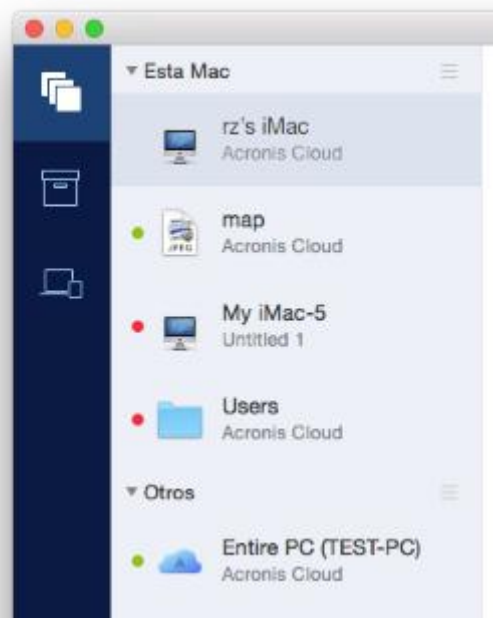 Esta Mac
rz's iMac
Acronis Cloud
map
Acronis Cloud
JPEG
My iMac-5
Untitled 1
Users
Acronis Cloud
Otros
Entire PC (TEST-PC)
Acronis Cloud